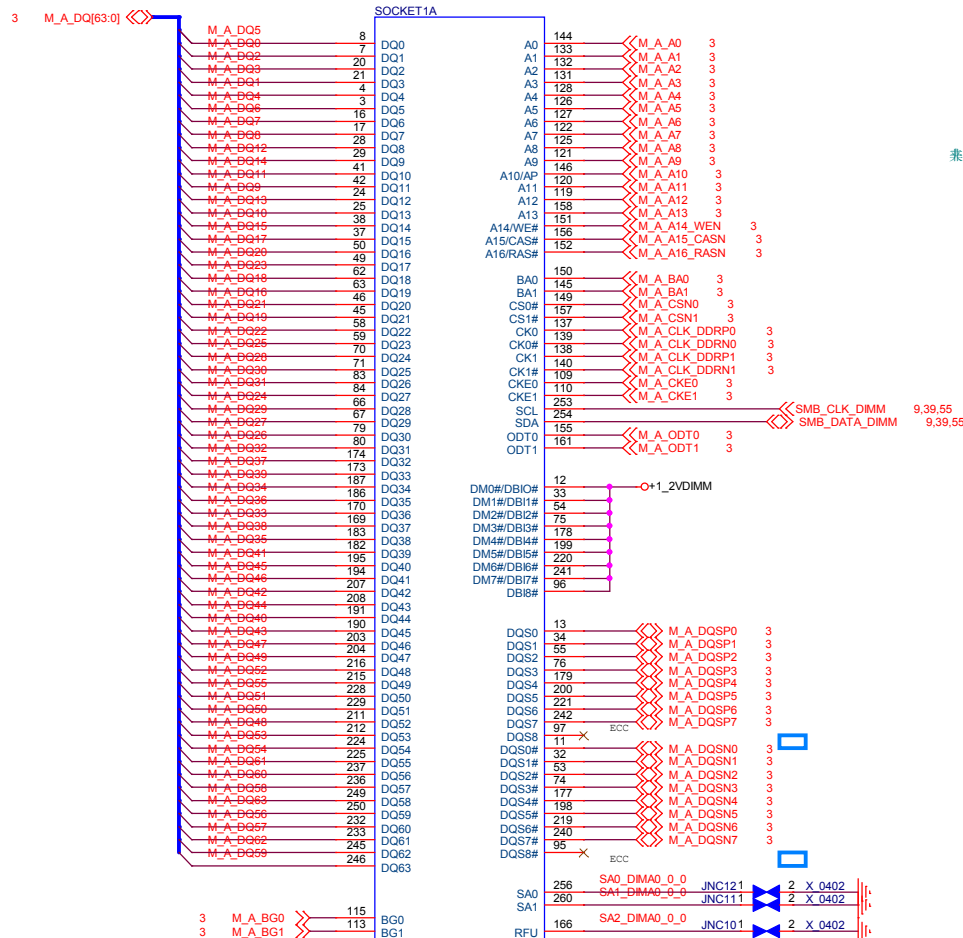 3 M_A_DQ[63:0]
SOCKET1A
M_A_DQ5 8 DQ0
M_A_DQ0 7 DQ1
M_A_DQ2 20 DQ2
M_A_DQ3 21 DQ3
M_A_DQ1 4 DQ4
M_A_DQ4 3 DQ5
M_A_DQ6 16 DQ6
M_A_DQ7 17 DQ7
M_A_DQ8 28 DQ8
M_A_DQ12 29 DQ9
M_A_DQ14 41 DQ10
M_A_DQ11 42 DQ11
M_A_DQ9 24 DQ12
M_A_DQ13 25 DQ13
M_A_DQ10 38 DQ14
M_A_DQ15 37 DQ15
M_A_DQ17 50 DQ16
M_A_DQ20 49 DQ17
M_A_DQ23 62 DQ18
M_A_DQ18 63 DQ19
M_A_DQ16 46 DQ20
M_A_DQ21 45 DQ21
M_A_DQ19 58 DQ22
M_A_DQ22 59 DQ23
M_A_DQ25 70 DQ24
M_A_DQ28 71 DQ25
M_A_DQ30 83 DQ26
M_A_DQ31 84 DQ27
M_A_DQ24 66 DQ28
M_A_DQ29 67 DQ29
M_A_DQ27 79 DQ30
M_A_DQ26 80 DQ31
M_A_DQ32 174 DQ32
M_A_DQ37 173 DQ33
M_A_DQ39 187 DQ34
M_A_DQ34 186 DQ35
M_A_DQ36 170 DQ36
M_A_DQ33 169 DQ37
M_A_DQ38 183 DQ38
M_A_DQ35 182 DQ39
M_A_DQ41 195 DQ40
M_A_DQ45 194 DQ41
M_A_DQ46 207 DQ42
M_A_DQ42 208 DQ43
M_A_DQ44 191 DQ44
M_A_DQ40 190 DQ45
M_A_DQ43 203 DQ46
M_A_DQ47 204 DQ47
M_A_DQ49 216 DQ48
M_A_DQ52 215 DQ49
M_A_DQ55 228 DQ50
M_A_DQ51 229 DQ51
M_A_DQ50 211 DQ52
M_A_DQ48 212 DQ53
M_A_DQ53 224 DQ54
M_A_DQ54 225 DQ55
M_A_DQ61 237 DQ56
M_A_DQ60 236 DQ57
M_A_DQ58 249 DQ58
M_A_DQ63 250 DQ59
M_A_DQ56 232 DQ60
M_A_DQ57 233 DQ61
M_A_DQ62 245 DQ62
M_A_DQ59 246 DQ63
3 M_A_BG0 115 BG0
3 M_A_BG1 113 BG1
A0 144 M_A_A0 3
A1 133 M_A_A1 3
A2 132 M_A_A2 3
A3 131 M_A_A3 3
A4 128 M_A_A4 3
A5 126 M_A_A5 3
A6 127 M_A_A6 3
A7 122 M_A_A7 3
A8 125 M_A_A8 3
A9 121 M_A_A9 3
A10/AP 146 M_A_A10 3
A11 120 M_A_A11 3
A12 119 M_A_A12 3
A13 158 M_A_A13 3
A14/WE# 151 M_A_A14_WEN 3
A15/CAS# 156 M_A_A15_CASN 3
A16/RAS# 152 M_A_A16_RASN 3
BA0 150 M_A_BA0 3
BA1 145 M_A_BA1 3
CS0# 149 M_A_CSN0 3
CS1# 157 M_A_CSN1 3
CK0 137 M_A_CLK_DDRP0 3
CK0# 139 M_A_CLK_DDRN0 3
CK1 138 M_A_CLK_DDRP1 3
CK1# 140 M_A_CLK_DDRN1 3
CKE0 109 M_A_CKE0 3
CKE1 110 M_A_CKE1 3
SCL 253 SMB_CLK_DIMM 9,39,55
SDA 254 SMB_DATA_DIMM 9,39,55
ODT0 155 M_A_ODT0 3
ODT1 161 M_A_ODT1 3
DM0#/DBIO# 12 +1_2VDIMM
DM1#/DBI1# 33
DM2#/DBI2# 54
DM3#/DBI3# 75
DM4#/DBI4# 178
DM5#/DBI5# 199
DM6#/DBI6# 220
DM7#/DBI7# 241
DBI8# 96
DQS0 13 M_A_DQSP0 3
DQS1 34 M_A_DQSP1 3
DQS2 55 M_A_DQSP2 3
DQS3 76 M_A_DQSP3 3
DQS4 179 M_A_DQSP4 3
DQS5 200 M_A_DQSP5 3
DQS6 221 M_A_DQSP6 3
DQS7 242 M_A_DQSP7 3
DQS8 97 ECC
DQS0# 11 M_A_DQSN0 3
DQS1# 32 M_A_DQSN1 3
DQS2# 53 M_A_DQSN2 3
DQS3# 74 M_A_DQSN3 3
DQS4# 177 M_A_DQSN4 3
DQS5# 198 M_A_DQSN5 3
DQS6# 219 M_A_DQSN6 3
DQS7# 240 M_A_DQSN7 3
DQS8# 95 ECC
SA0 256 SA0_DIMA0_0_0 JNC12 1 2 X_0402
SA1 260 SA1_DIMA0_0_0 JNC11 1 2 X_0402
RFU 166 SA2_DIMA0_0_0 JNC10 1 2 X_0402